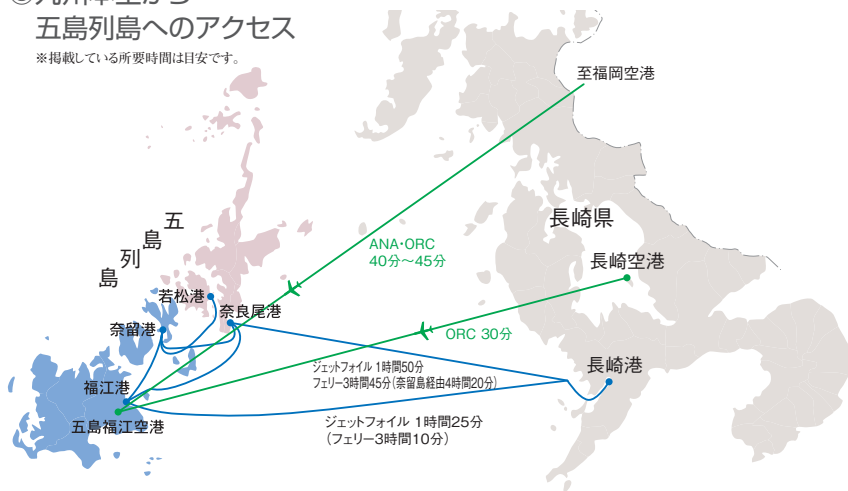 五島列島へのアクセス
※掲載している所要時間は目安です。
至福岡空港
五島列島
長崎県
ANA・ORC
40分～45分
長崎空港
若松港
奈良尾港
奈留港
ORC 30分
ジェットフォイル 1時間50分
フェリー3時間45分(奈留島経由4時間20分)
長崎港
福江港
五島福江空港
ジェットフォイル 1時間25分
（フェリー3時間10分）